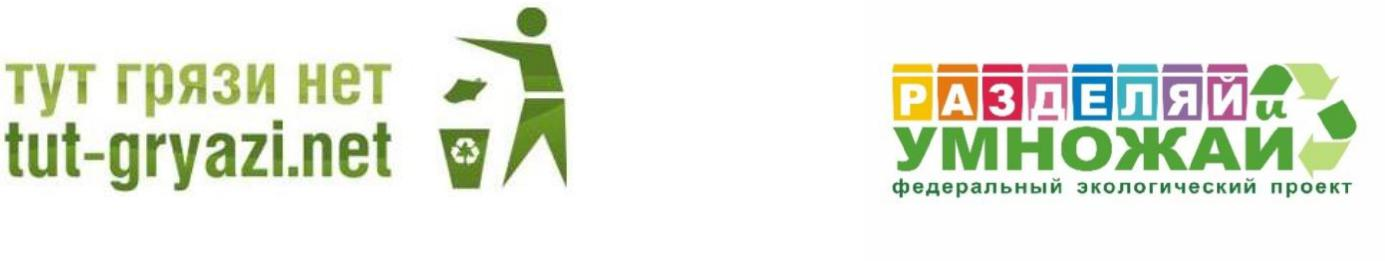 тут грязи нет
tut-gryazi.net
РАЗДЕЛЯЙ и
УМНОЖАЙ
федеральный экологический проект